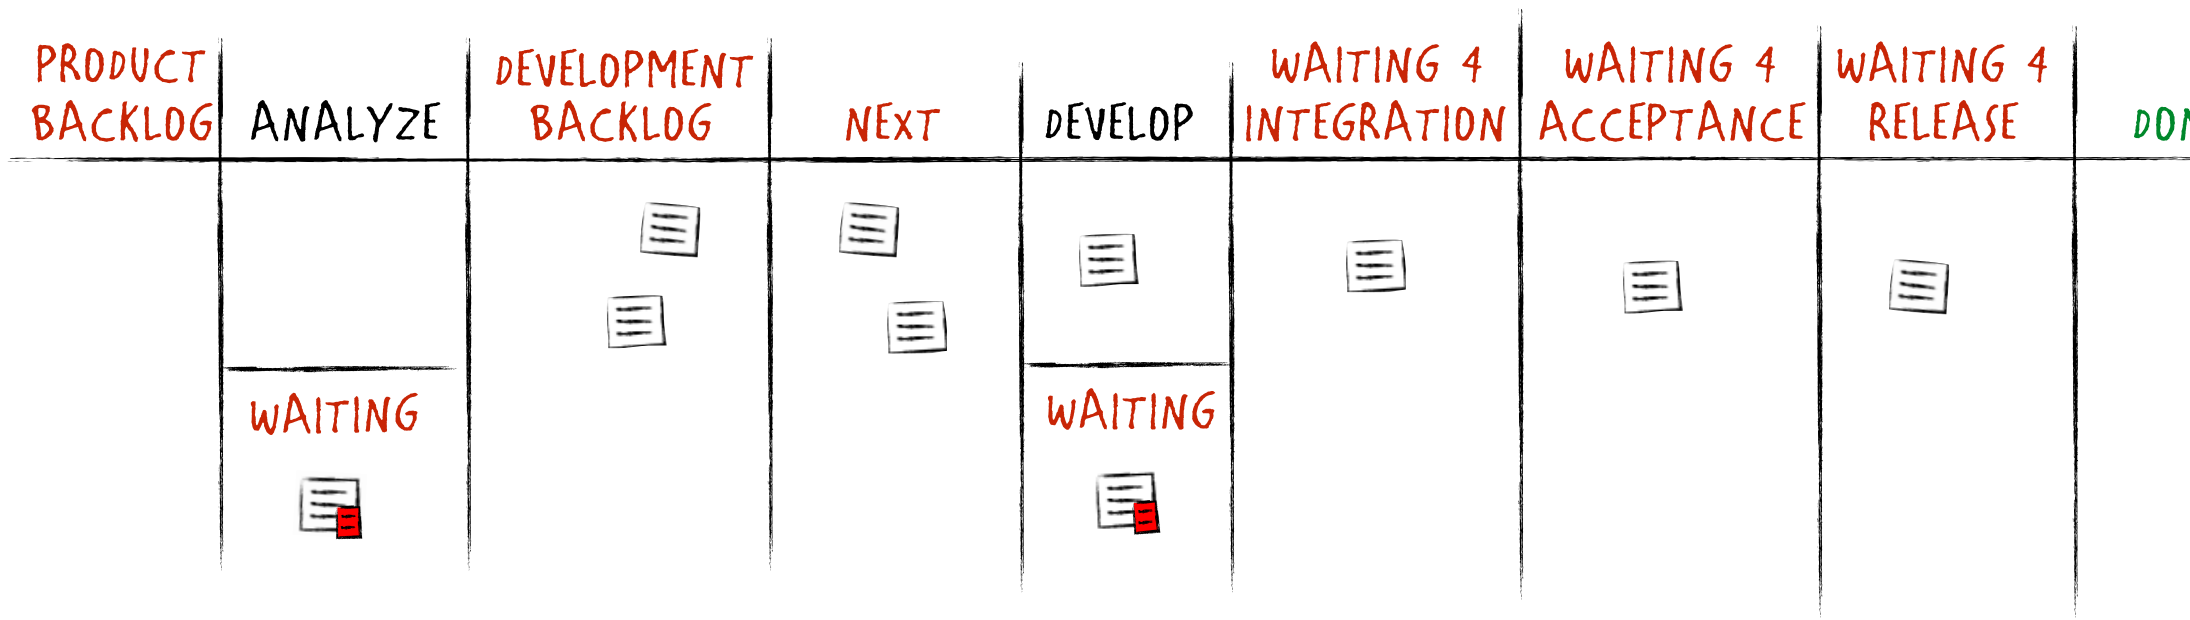 PRODUCT
BACKLOG
ANALYZE
DEVELOPMENT
BACKLOG
NEXT
DEVELOP
WAITING 4
INTEGRATION
WAITING 4
ACCEPTANCE
WAITING 4
RELEASE
WAITING
WAITING